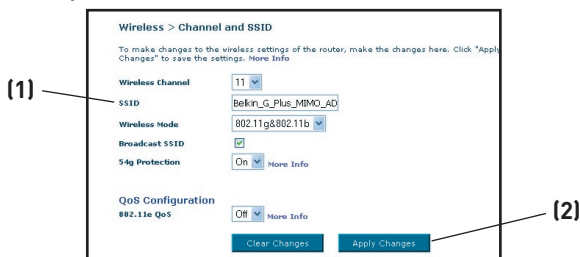 Wireless > Channel and SSID
To make changes to the wireless settings of the router, make the changes here. Click "Apply
Changes" to save the settings. More Info
Wireless Channel 11
(1)
SSID Belkin_G_Plus_MIMO_AD
Wireless Mode 802.11g&802.11b
Broadcast SSID
54g Protection On More Info
QoS Configuration
802.11e QoS Off More Info
(2)
Clear Changes Apply Changes